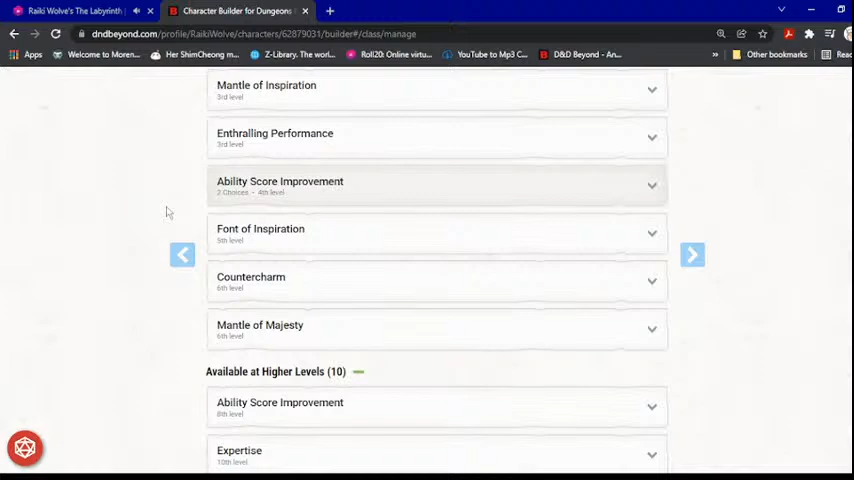 Raiki Wolve's The Labyrinth |
Character Builder for Dungeons
dndbeyond.com/profile/RaikiWolve/characters/62879031/builder#/class/manage
Apps
Welcome to Moren...
Her ShimCheong m...
Z-Library. The worl...
Roll20: Online virtu...
YouTube to Mp3 C...
D&D Beyond - An...
»
Other bookmarks
Mantle of Inspiration
3rd level
Enthralling Performance
3rd level
Ability Score Improvement
2 Choices • 4th level
Font of Inspiration
5th level
Countercharm
6th level
Mantle of Majesty
6th level
Available at Higher Levels (10)
Ability Score Improvement
8th level
Expertise
10th level